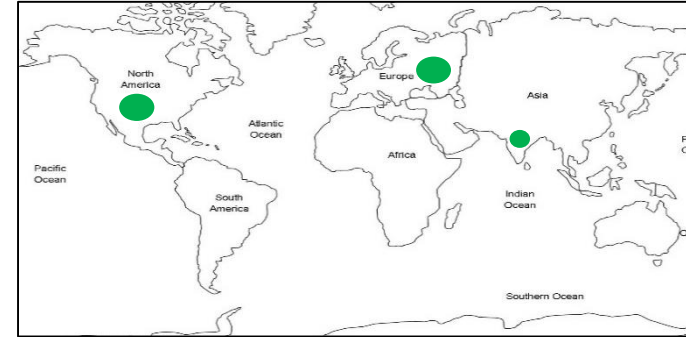 North
America
Europe
Asia
Atlantic
Ocean
Africa
Pacific
Ocean
South
America
Indian
Ocean
Southern Ocean